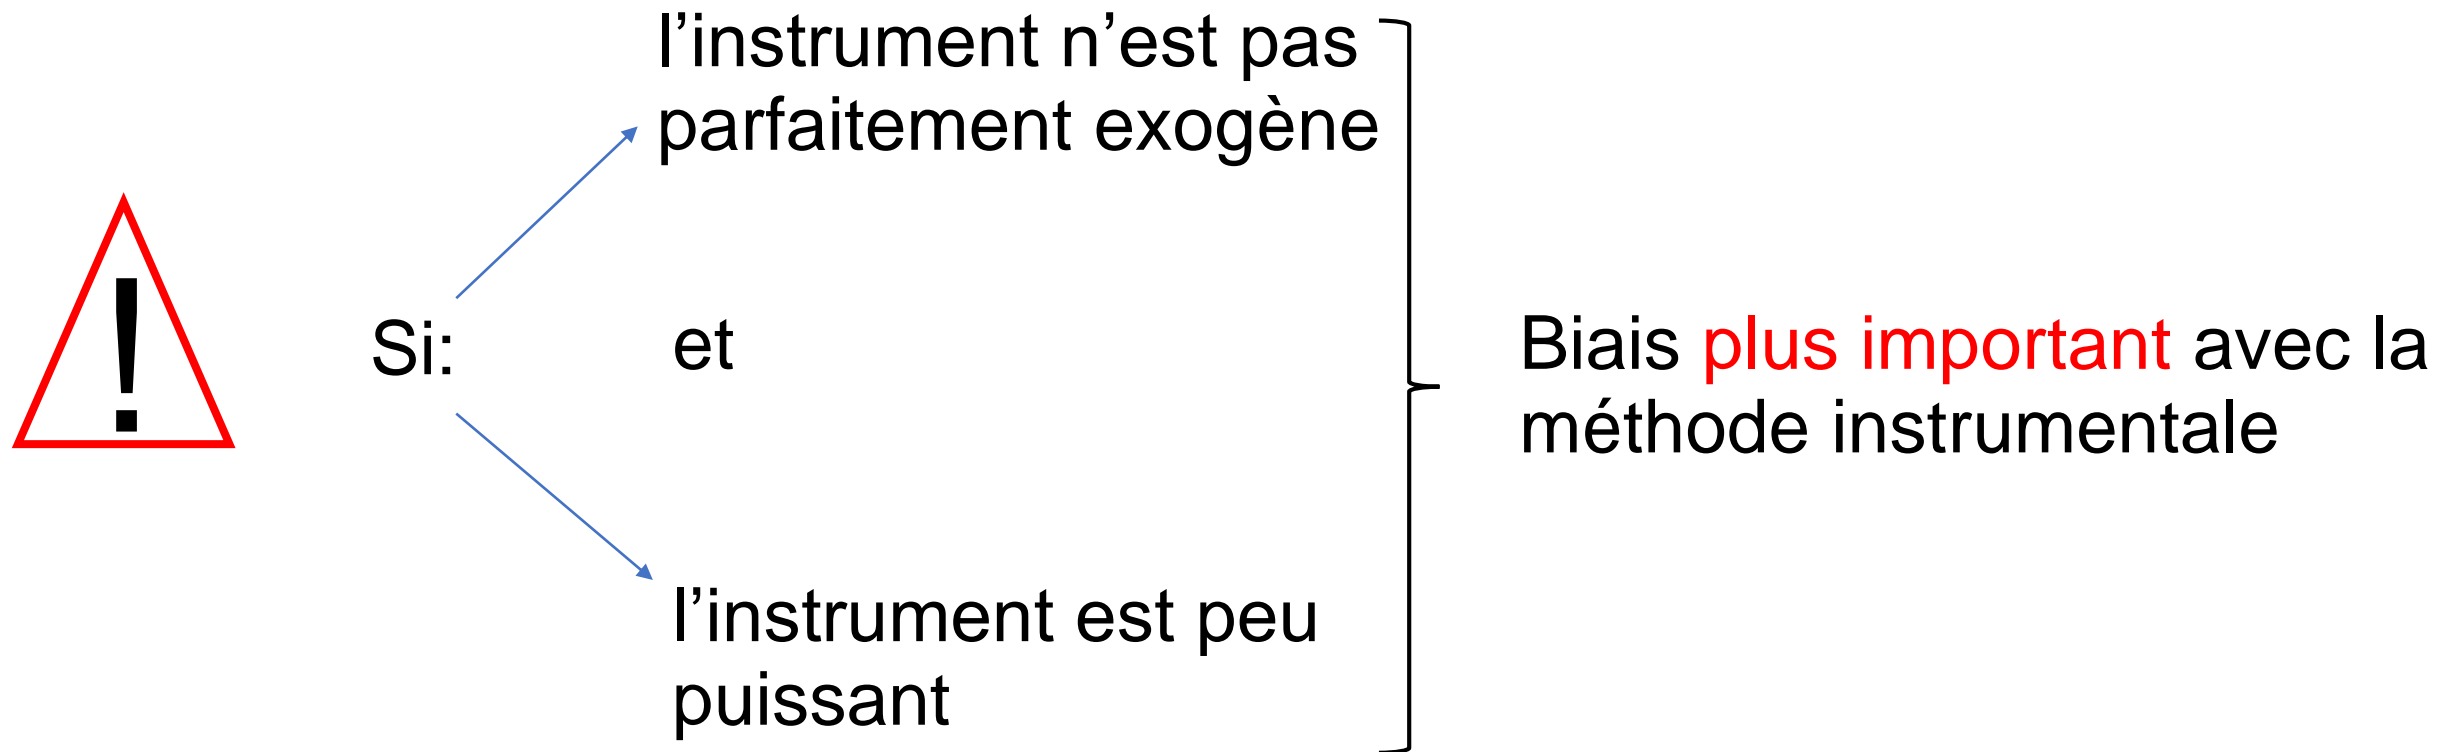 l’instrument n’est pas
parfaitement exogène
!
Si:
et
l’instrument est peu
puissant
Biais plus important avec la
méthode instrumentale